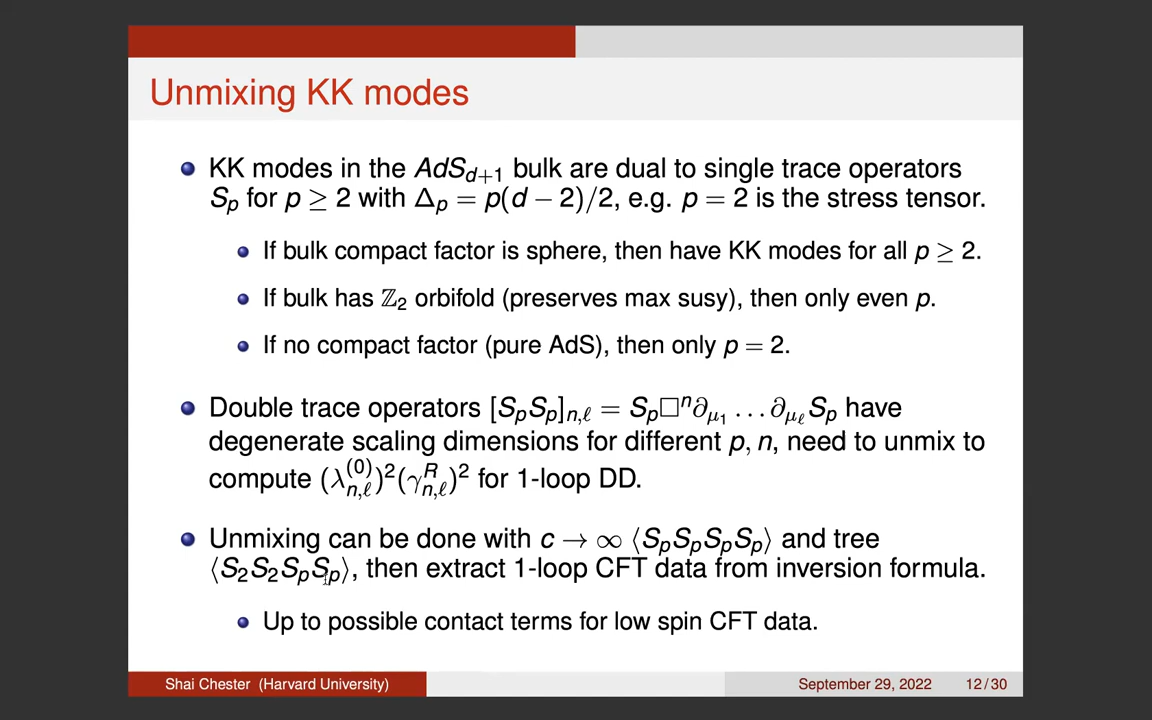 Unmixing KK modes
KK modes in the AdS_{d+1} bulk are dual to single trace operators
S_p for p ≥ 2 with Δ_p = p(d − 2)/2, e.g. p = 2 is the stress tensor.
If bulk compact factor is sphere, then have KK modes for all p ≥ 2.
If bulk has ℤ_2 orbifold (preserves max susy), then only even p.
If no compact factor (pure AdS), then only p = 2.
Double trace operators [S_pS_p]_{n,ℓ} = S_p□^n∂_{μ_1} … ∂_{μ_ℓ}S_p have
degenerate scaling dimensions for different p, n, need to unmix to
compute (λ^{(0)}_{n,ℓ})^2(γ^R_{n,ℓ})^2 for 1-loop DD.
Unmixing can be done with c → ∞ ⟨S_pS_pS_pS_p⟩ and tree
⟨S_2S_2S_pS_p⟩, then extract 1-loop CFT data from inversion formula.
Up to possible contact terms for low spin CFT data.
Shai Chester (Harvard University) September 29, 2022 12/30